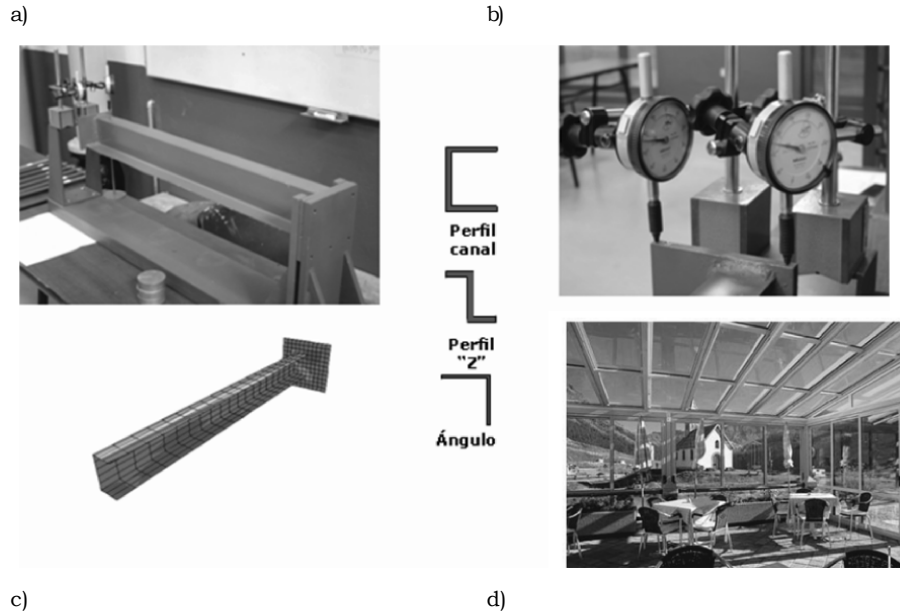 a)
b)
Perfil
canal
Perfil
“Z”
Ángulo
c)
d)